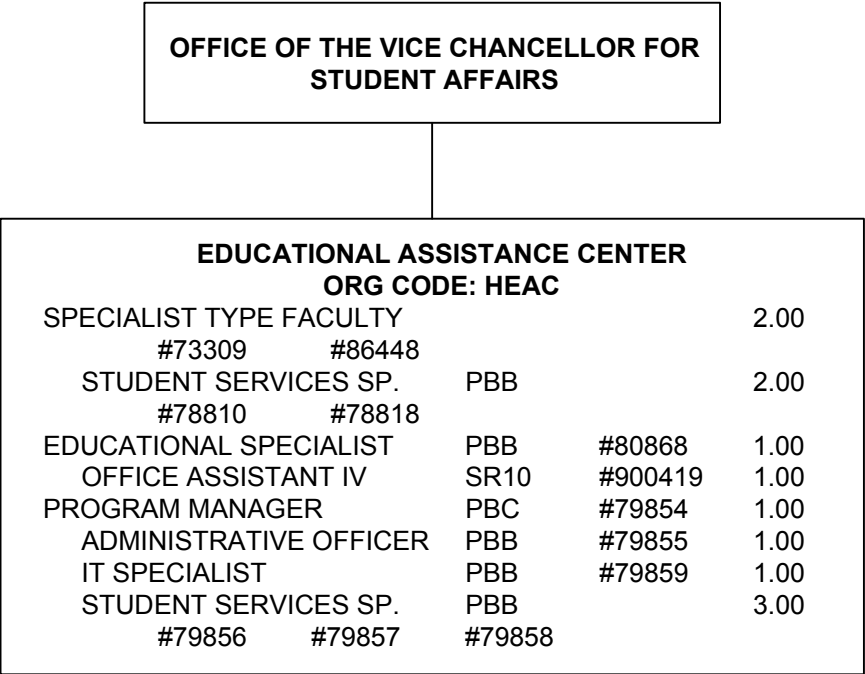 OFFICE OF THE VICE CHANCELLOR FOR
STUDENT AFFAIRS
EDUCATIONAL ASSISTANCE CENTER
ORG CODE: HEAC
SPECIALIST TYPE FACULTY 2.00
#73309 #86448
STUDENT SERVICES SP. PBB 2.00
#78810 #78818
EDUCATIONAL SPECIALIST PBB #80868 1.00
OFFICE ASSISTANT IV SR10 #900419 1.00
PROGRAM MANAGER PBC #79854 1.00
ADMINISTRATIVE OFFICER PBB #79855 1.00
IT SPECIALIST PBB #79859 1.00
STUDENT SERVICES SP. PBB 3.00
#79856 #79857 #79858